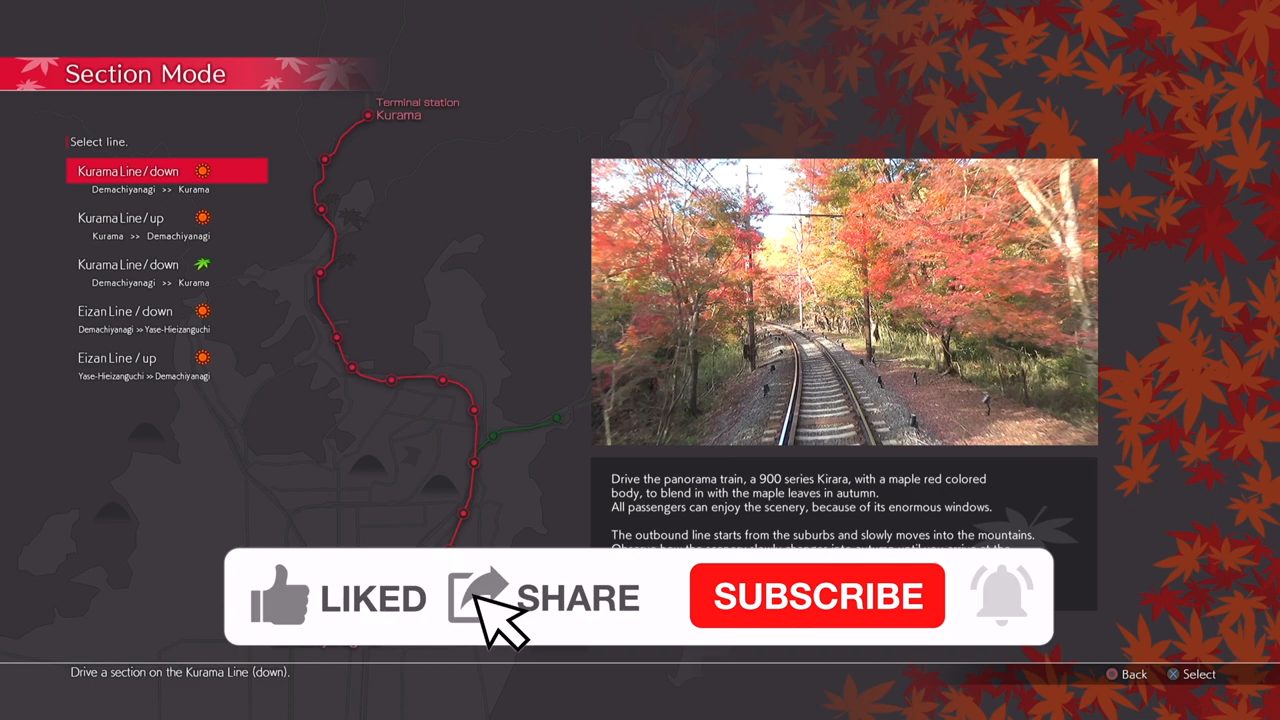 Section Mode
Terminal station
Kurama
Select line.
Kurama Line / down
Demachiyanagi >> Kurama
Kurama Line / up
Kurama >> Demachiyanagi
Kurama Line / down
Demachiyanagi >> Kurama
Eizan Line / down
Demachiyanagi >> Yase-Hieizanguchi
Eizan Line / up
Yase-Hieizanguchi >> Demachiyanagi
Drive the panorama train, a 900 series Kirara, with a maple red colored
body, to blend in with the maple leaves in autumn.
All passengers can enjoy the scenery, because of its enormous windows.
The outbound line starts from the suburbs and slowly moves into the mountains.
LIKED
SHARE
SUBSCRIBE
Drive a section on the Kurama Line (down).
Back
Select